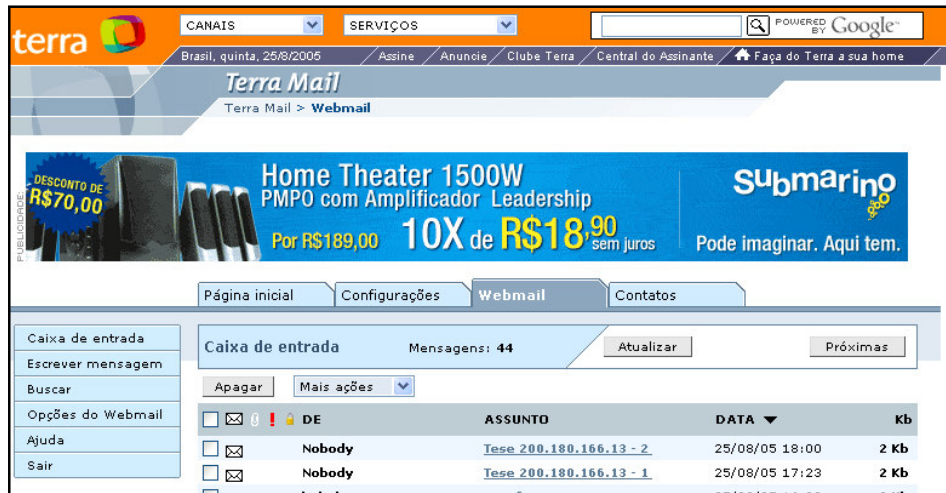 terra
CANAIS
SERVIÇOS
POWERED BY Google
Brasil, quinta, 25/8/2005
Assine
Anuncie
Clube Terra
Central do Assinante
Faça do Terra a sua home
Terra Mail
Terra Mail > Webmail
PUBLICIDADE:
DESCONTO DE
R$70,00
Home Theater 1500W
PMPO com Amplificador Leadership
Por R$189,00 10X de R$18,90 sem juros
Submarino
Pode imaginar. Aqui tem.
Página inicial
Configurações
Webmail
Contatos
Caixa de entrada
Escrever mensagem
Buscar
Opções do Webmail
Ajuda
Sair
Caixa de entrada
Mensagens: 44
Atualizar
Próximas
Apagar
Mais ações
DE ASSUNTO DATA Kb
Nobody Tese 200.180.166.13 - 2 25/08/05 18:00 2 Kb
Nobody Tese 200.180.166.13 - 1 25/08/05 17:23 2 Kb